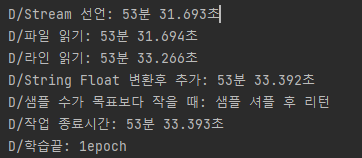 D/Stream 선언: 53분 31.693초
D/파일 읽기: 53분 31.694초
D/라인 읽기: 53분 33.266초
D/String Float 변환후 추가: 53분 33.392초
D/샘플 수가 목표보다 작을 때: 샘플 셔플 후 리턴
D/작업 종료시간: 53분 33.393초
D/학습끝: 1epoch